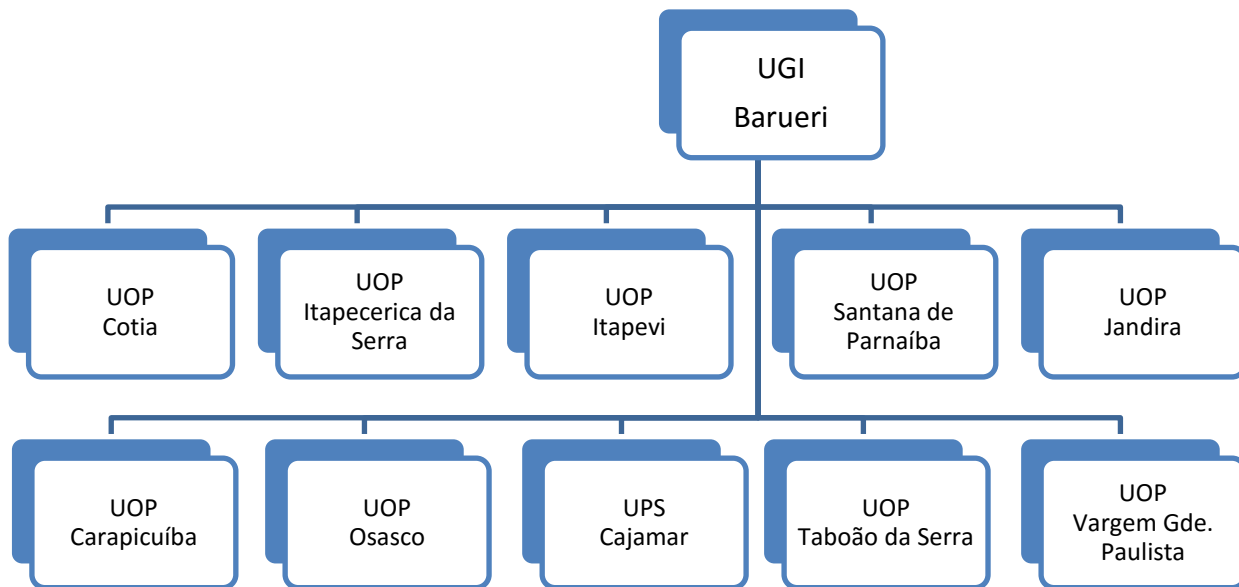 UGI
Barueri
UOP
Cotia
UOP
Itapecerica da
Serra
UOP
Itapevi
UOP
Santana de
Parnaíba
UOP
Jandira
UOP
Carapicuíba
UOP
Osasco
UPS
Cajamar
UOP
Taboão da Serra
UOP
Vargem Gde.
Paulista